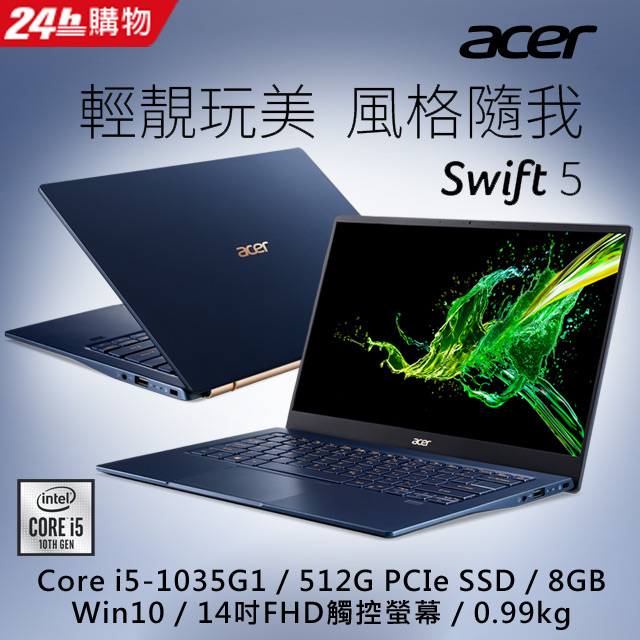 24h購物
acer
輕靚玩美 風格隨我
Swift 5
acer
acer
intel
CORE i5
10TH GEN
Core i5-1035G1 / 512G PCIe SSD / 8GB
Win10 / 14吋FHD觸控螢幕 / 0.99kg